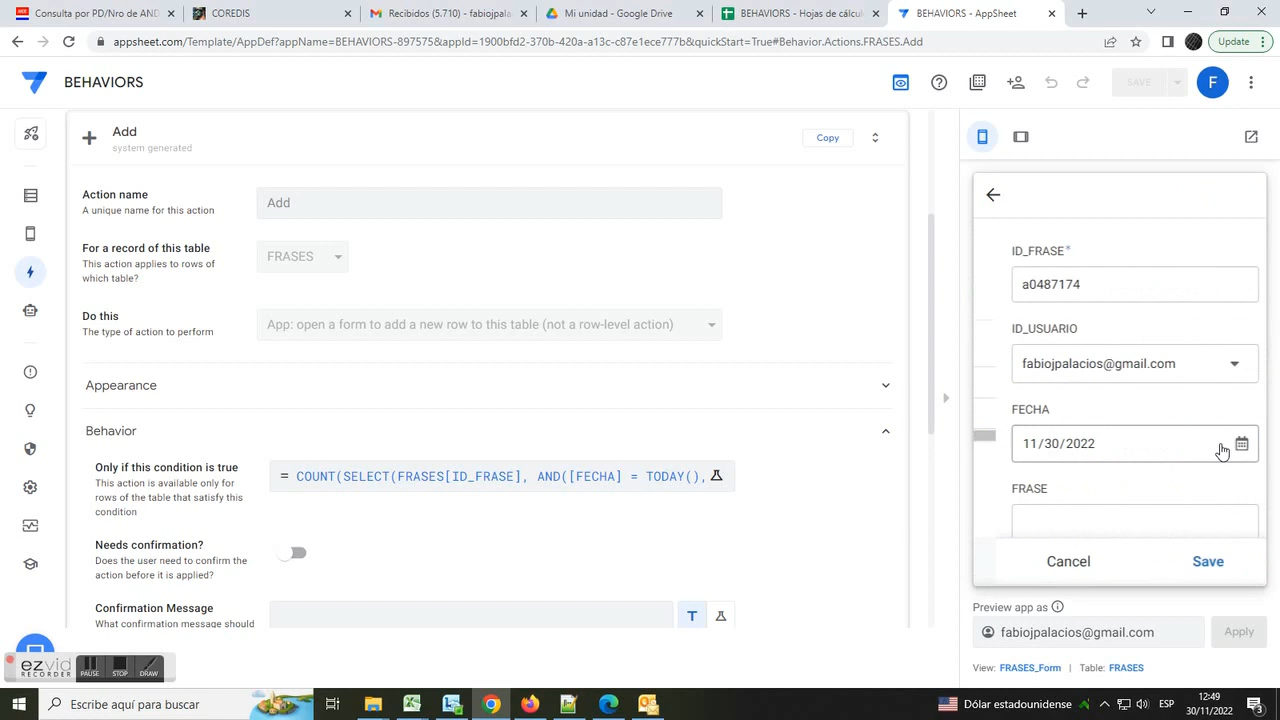 Consulta por PD/Nro de AND
COREDIS
Recibidos (5.7
- fabiojpalac
Mi unidad - Google Drive
BEHAVIORS - Hojas de cálcu
BEHAVIORS - AppSheet
appsheet.com/Template/AppDef?appName=BEHAVIORS-897575&appId=1900bfd2-370b-420a-a13c-c87e1ece777b&quickStart=True#Behavior.Actions.FRASES.Add
Update
BEHAVIORS
SAVE
F
Add
system generated
Copy
Action name
A unique name for this action
Add
For a record of this table
This action applies to rows of
which table?
FRASES
Do this
The type of action to perform
App: open a form to add a new row to this table (not a row-level action)
Appearance
Behavior
Only if this condition is true
This action is available only for
rows of the table that satisfy this
condition
= COUNT(SELECT(FRASES[ID_FRASE], AND([FECHA] = TODAY(),
Needs confirmation?
Does the user need to confirm the
action before it is applied?
Confirmation Message
What confirmation message should
T
ID_FRASE*
a0487174
ID_USUARIO
fabiojpalacios@gmail.com
FECHA
11/30/2022
FRASE
Cancel
Save
Preview app as
fabiojpalacios@gmail.com
Apply
View: FRASES_Form | Table: FRASES
ezvid
RECORDER
PAUSE
STOP
DRAW
Escribe aquí para buscar
Dólar estadounidense
ESP
12:49
30/11/2022